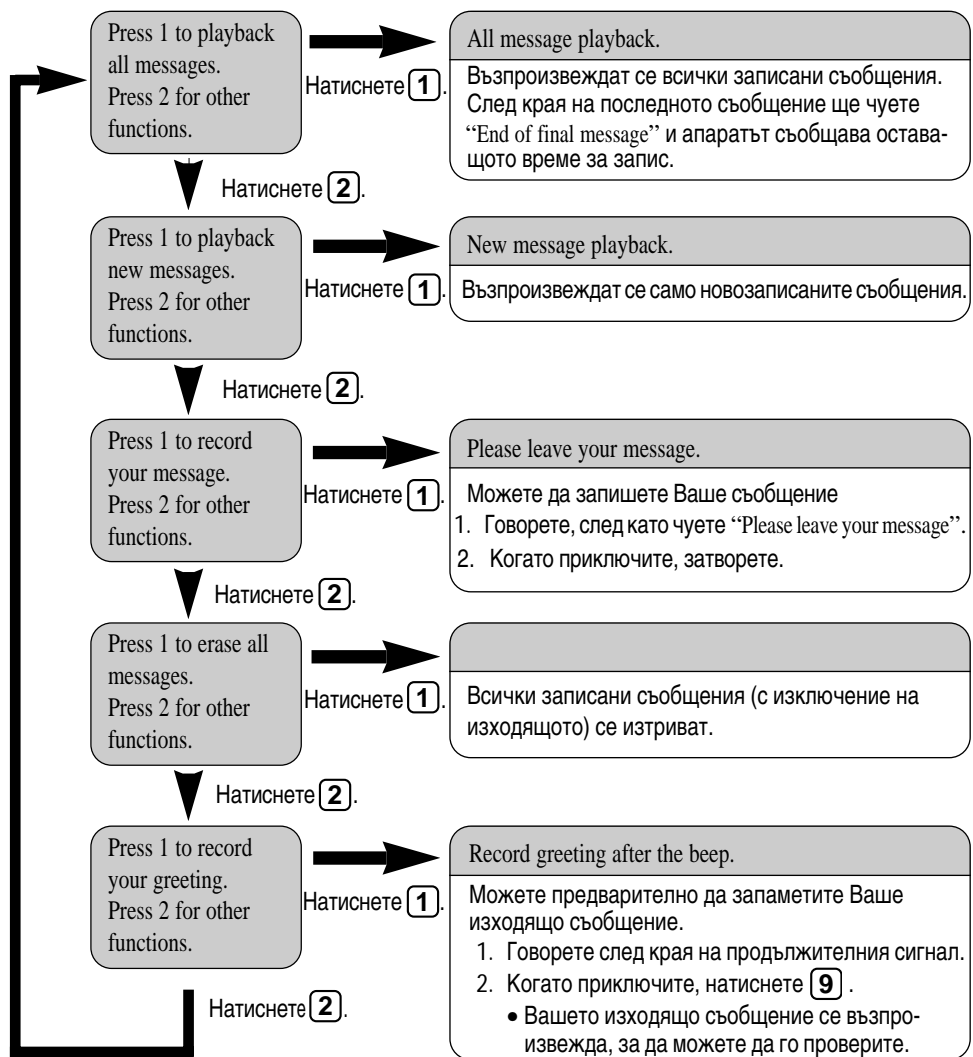 Press 1 to playback
all messages.
Press 2 for other
functions.
Натиснете 1.
All message playback.
Възпроизвеждат се всички записани съобщения.
След края на последното съобщение ще чуете
“End of final message” и апаратът съобщава остава-
щото време за запис.
Натиснете 2.
Press 1 to playback
new messages.
Press 2 for other
functions.
Натиснете 1.
New message playback.
Възпроизвеждат се само новозаписаните съобщения.
Натиснете 2.
Press 1 to record
your message.
Press 2 for other
functions.
Натиснете 1.
Please leave your message.
Можете да запишете Ваше съобщение
1. Говорете, след като чуете “Please leave your message”.
2. Когато приключите, затворете.
Натиснете 2.
Press 1 to erase all
messages.
Press 2 for other
functions.
Натиснете 1.
Всички записани съобщения (с изключение на
изходящото) се изтриват.
Натиснете 2.
Press 1 to record
your greeting.
Press 2 for other
functions.
Натиснете 1.
Record greeting after the beep.
Можете предварително да запаметите Ваше
изходящо съобщение.
1. Говорете след края на продължителния сигнал.
2. Когато приключите, натиснете 9 .
• Вашето изходящо съобщение се възпро-
извежда, за да можете да го проверите.
Натиснете 2.